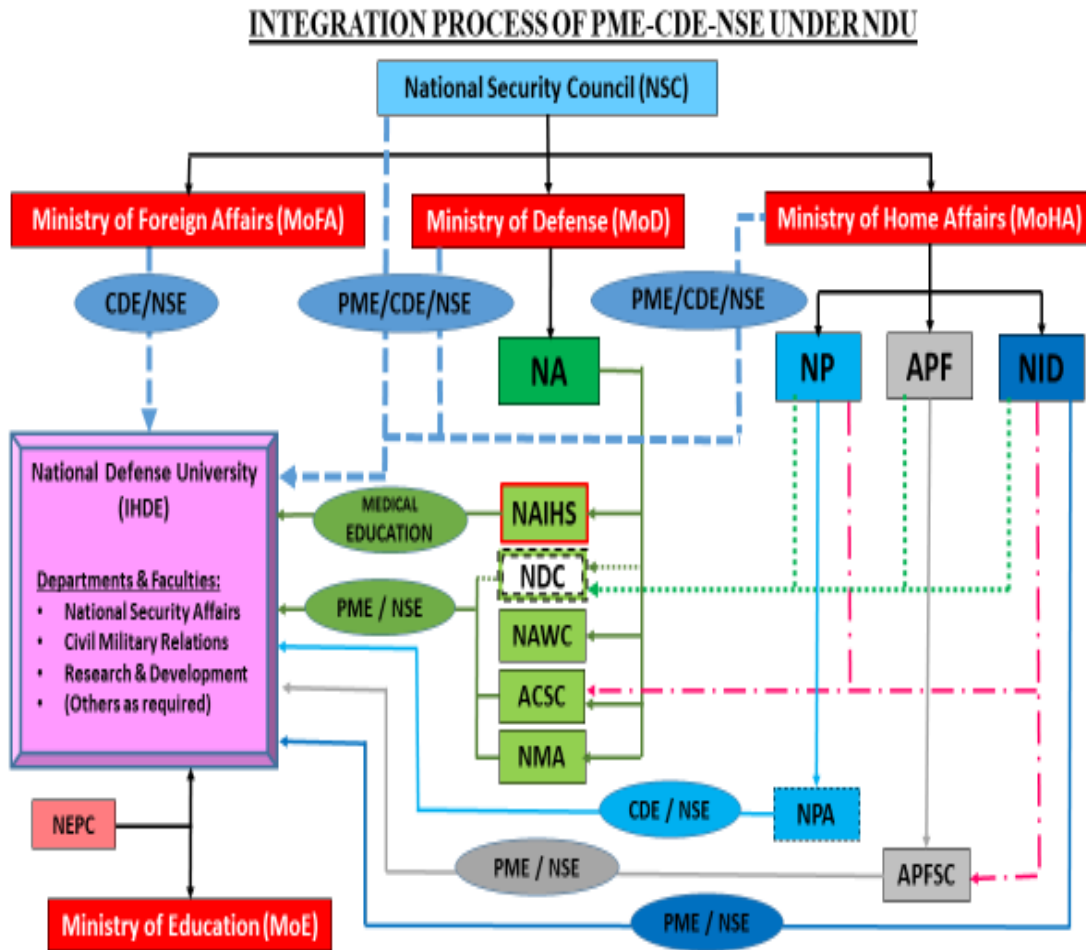 INTEGRATION PROCESS OF PME-CDE-NSE UNDER NDU
National Security Council (NSC)
Ministry of Foreign Affairs (MoFA)
Ministry of Defense (MoD)
Ministry of Home Affairs (MoHA)
CDE/NSE
PME/CDE/NSE
PME/CDE/NSE
NA
NP
APF
NID
National Defense University
(IHDE)
Departments & Faculties:
• National Security Affairs
• Civil Military Relations
• Research & Development
• (Others as required)
MEDICAL
EDUCATION
NAIHS
NDC
PME / NSE
NAWC
ACSC
NMA
NEPC
CDE / NSE
NPA
PME / NSE
APFSC
Ministry of Education (MoE)
PME / NSE